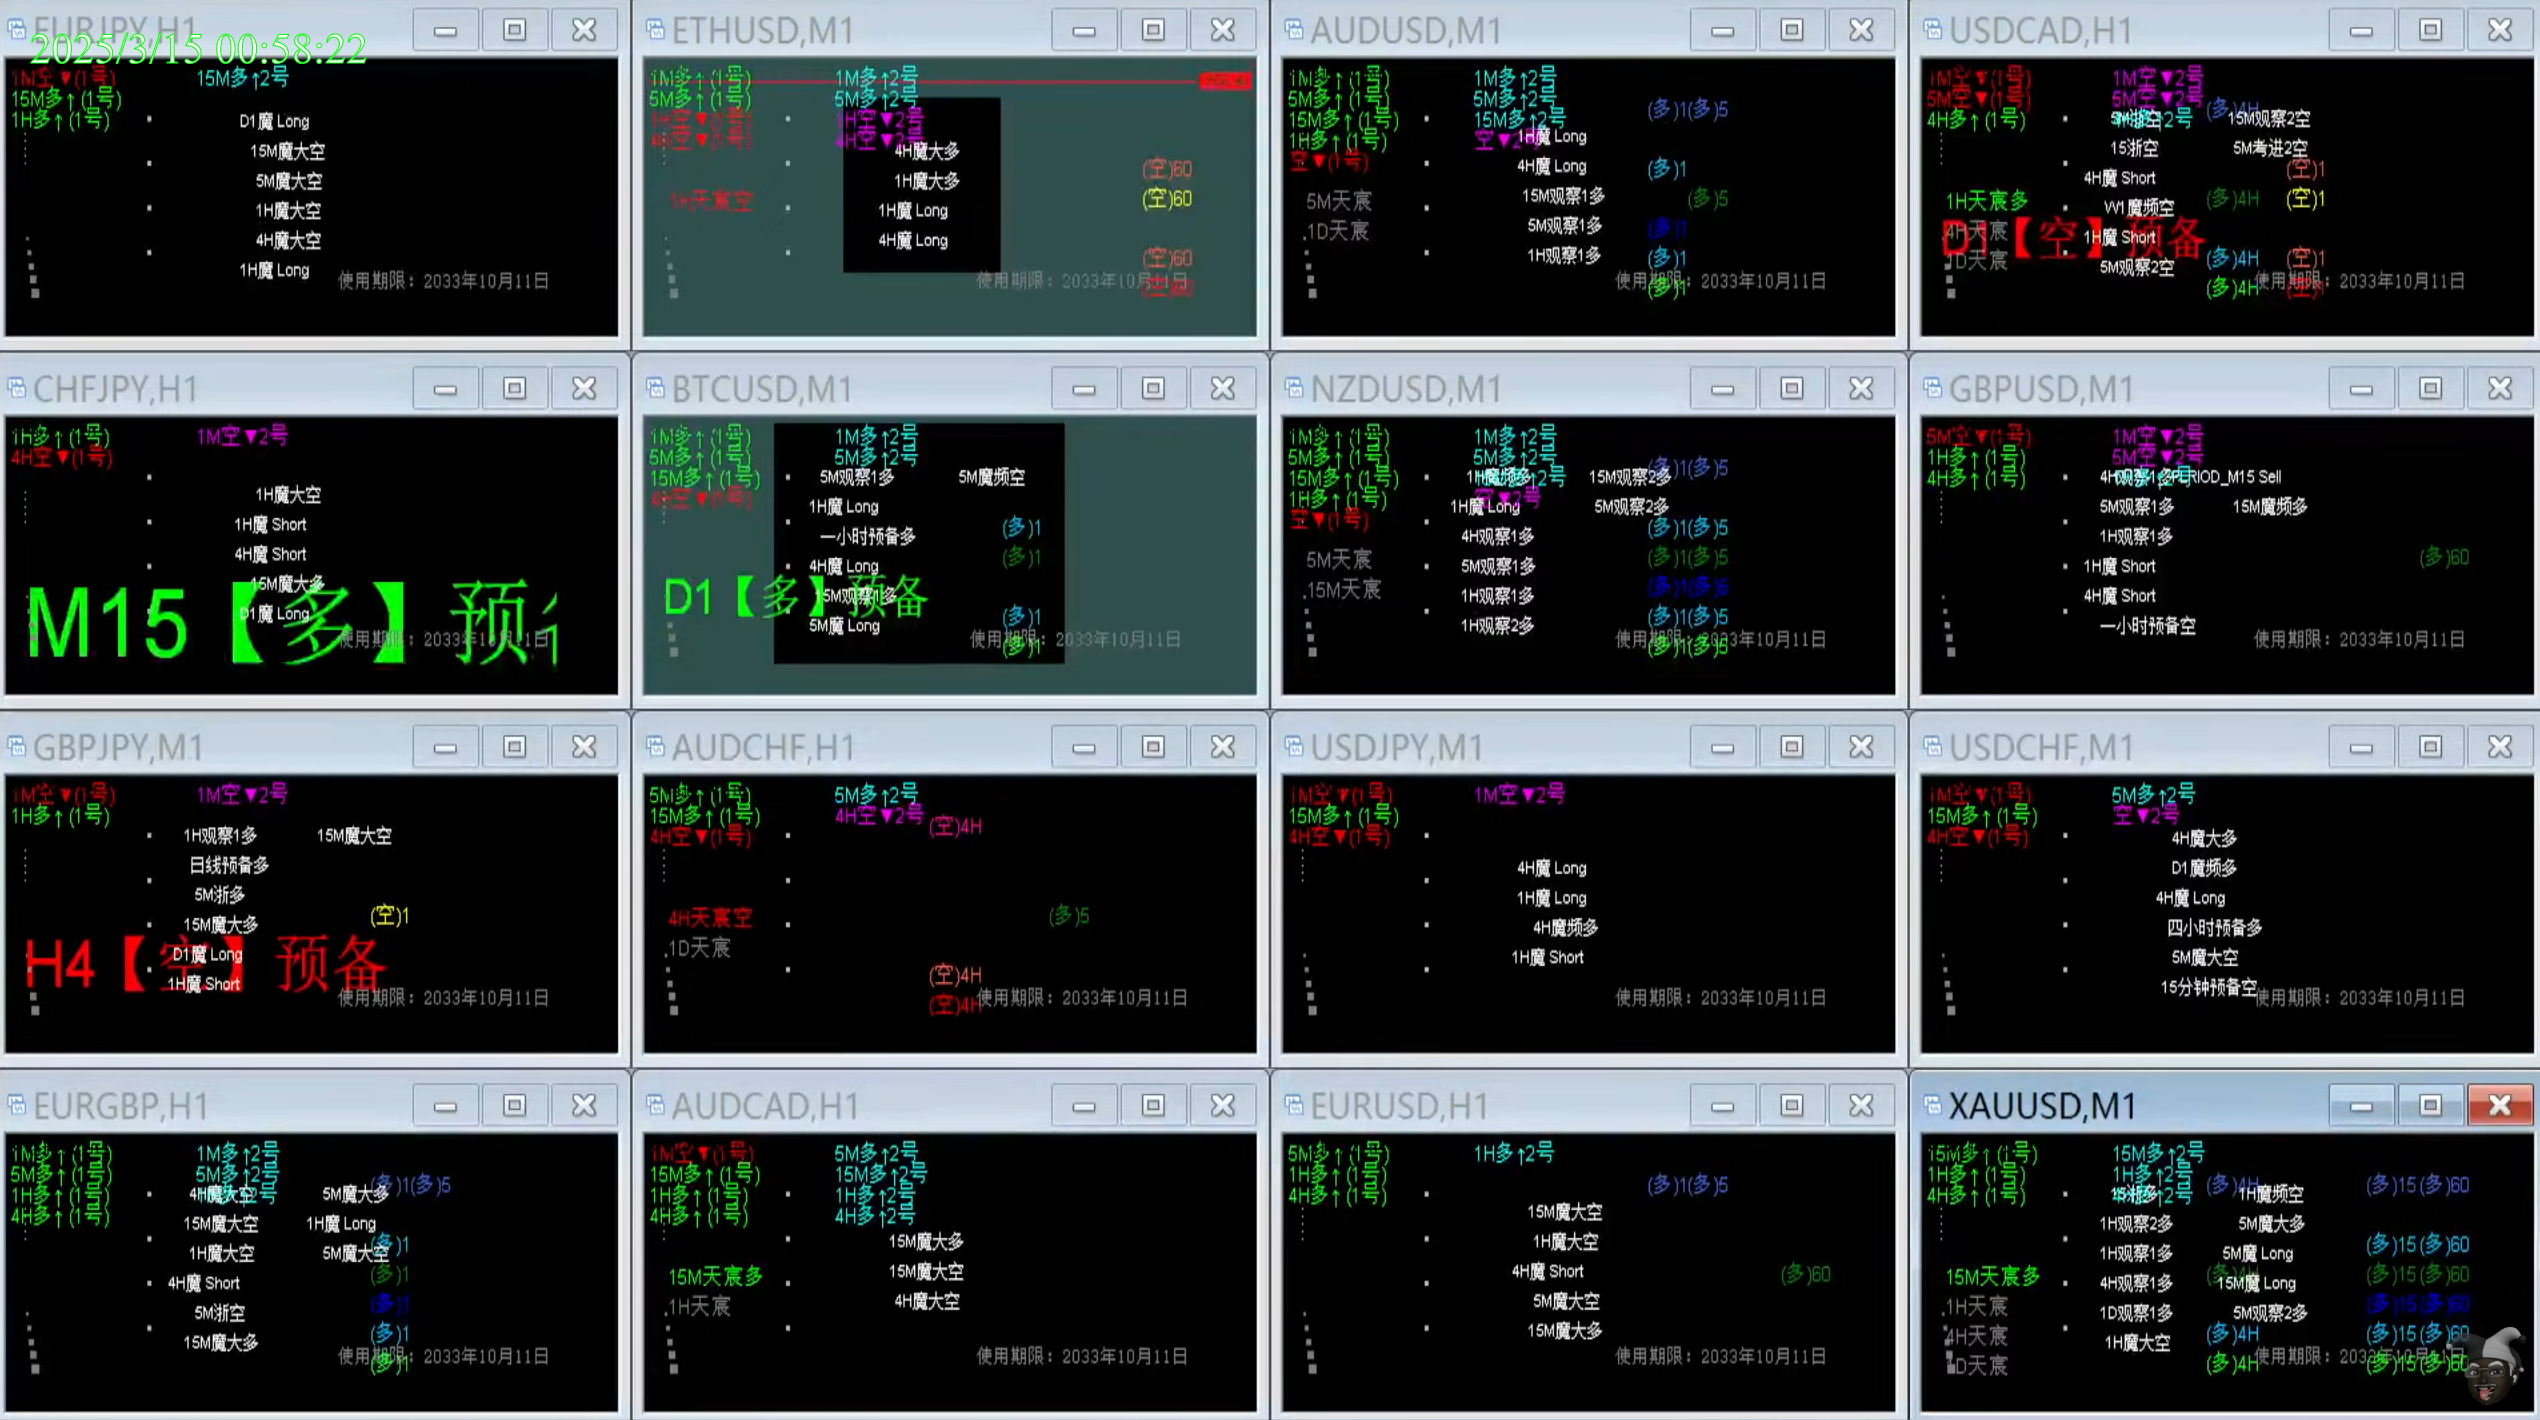 EURJPY,H1
2025/3/15 00:58:22
1M空▼(1号) 15M多↑2号
15M多↑(1号)
1H多↑(1号)
D1魔 Long
15M魔大空
5M魔大空
1H魔大空
4H魔大空
1H魔 Long
使用期限：2033年10月11日
ETHUSD,M1
1M多↑(1号) 1M多↑2号
5M多↑(1号) 5M多↑2号
1H空▼(1号) 1H空▼2号
4H空▼(1号) 4H空▼2号
4H魔大多
(空)60
1H魔大多
1H天宸空 (空)60
1H魔 Long
4H魔 Long
(空)60
使用期限：2033年10月11日
(空)60
AUDUSD,M1
1M多↑(1号) 1M多↑2号
5M多↑(1号) 5M多↑2号 (多)1(多)5
15M多↑(1号) 15M多↑2号
1H多↑(1号) 空▼2号 1H魔 Long
空▼(1号) 4H魔 Long (多)1
5M天宸 15M观察1多 (多)5
.1D天宸 5M观察1多 (多)1
1H观察1多 (多)1
使用期限：2033年10月11日
(多)1
USDCAD,H1
1M空▼(1号) 1M空▼2号
5M空▼(1号) 5M空▼2号 (多)4H
4H多↑(1号) 15M观察2空
15浙空 5M考进2空
4H魔 Short (空)1
1H天宸多 W1魔频空 (多)4H (空)1
4H天宸 1H魔 Short
D1【空】预备
.1D天宸 5M观察2空 (多)4H (空)1
使用期限：2033年10月11日
(多)4H (空)1
CHFJPY,H1
1H多↑(1号) 1M空▼2号
4H空▼(1号)
1H魔大空
1H魔 Short
4H魔 Short
15M魔大多
D1魔 Long
M15【多】预
使用期限：2033年10月11日
BTCUSD,M1
1M多↑(1号) 1M多↑2号
5M多↑(1号) 5M多↑2号
15M多↑(1号) 5M观察1多 5M魔频空
4H空▼(1号) 1H魔 Long
一小时预备多 (多)1
4H魔 Long (多)1
D1【多】预备
15M观察1多
5M魔 Long (多)1
使用期限：2033年10月11日
(多)1
NZDUSD,M1
1M多↑(1号) 1M多↑2号
5M多↑(1号) 5M多↑2号 (多)1(多)5
15M多↑(1号) 1H魔频多 15M观察2多
1H多↑(1号) 空▼2号
1H魔 Long 5M观察2多
空▼(1号) 4H观察1多 (多)1(多)5
5M天宸 5M观察1多 (多)1(多)5
.15M天宸 1H观察1多 (多)1(多)5
1H观察2多 (多)1(多)5
使用期限：2033年10月11日
(多)1(多)5
GBPUSD,M1
5M空▼(1号) 1M空▼2号
1H多↑(1号) 5M空▼2号
4H多↑(1号) 4H观察1多 PERIOD_M15 Sell
5M观察1多 15M魔频多
1H观察1多
1H魔 Short (多)60
4H魔 Short
一小时预备空
使用期限：2033年10月11日
GBPJPY,M1
1M空▼(1号) 1M空▼2号
1H多↑(1号)
1H观察1多 15M魔大空
日线预备多
5M浙多
15M魔大多 (空)1
D1魔 Long
H4【空】预备
1H魔 Short
使用期限：2033年10月11日
AUDCHF,H1
5M多↑(1号) 5M多↑2号
15M多↑(1号) 4H空▼2号 (空)4H
4H空▼(1号)
4H天宸空 (多)5
.1D天宸
(空)4H
(空)4H
使用期限：2033年10月11日
USDJPY,M1
1M空▼(1号) 1M空▼2号
15M多↑(1号)
4H空▼(1号)
4H魔 Long
1H魔 Long
4H魔频多
1H魔 Short
使用期限：2033年10月11日
USDCHF,M1
1M空▼(1号) 5M多↑2号
15M多↑(1号) 空▼2号
4H空▼(1号) 4H魔大多
D1魔频多
4H魔 Long
四小时预备多
5M魔大空
15分钟预备空
使用期限：2033年10月11日
EURGBP,H1
1M多↑(1号) 1M多↑2号
5M多↑(1号) 5M多↑2号
1H多↑(1号) 4H魔大空 5M魔大多 (多)1(多)5
4H多↑(1号) 15M魔大空 1H魔 Long
1H魔大空 5M魔大空 (多)1
4H魔 Short (多)1
5M浙空 (多)1
15M魔大多 (多)1
使用期限：2033年10月11日
(多)1
AUDCAD,H1
1M空▼(1号) 5M多↑2号
15M多↑(1号) 15M多↑2号
1H多↑(1号) 1H多↑2号
4H多↑(1号) 4H多↑2号
15M魔大多
15M天宸多 15M魔大空
.1H天宸 4H魔大空
使用期限：2033年10月11日
EURUSD,H1
5M多↑(1号) 1H多↑2号
1H多↑(1号) (多)1(多)5
4H多↑(1号)
15M魔大空
1H魔大空
4H魔 Short (多)60
5M魔大空
15M魔大多
使用期限：2033年10月11日
XAUUSD,M1
15M多↑(1号) 15M多↑2号
1H多↑(1号) 1H多↑2号 (多)4H (多)15(多)60
4H多↑(1号) 1H魔频空
1H观察2多 5M魔大多
1H观察1多 5M魔 Long (多)15(多)60
15M天宸多 4H观察1多 15M魔 Long (多)15(多)60
.1H天宸 1D观察1多 5M观察2多 (多)15(多)60
4H天宸 1H魔大空 (多)4H (多)15(多)60
1D天宸 (多)4H (多)15(多)60